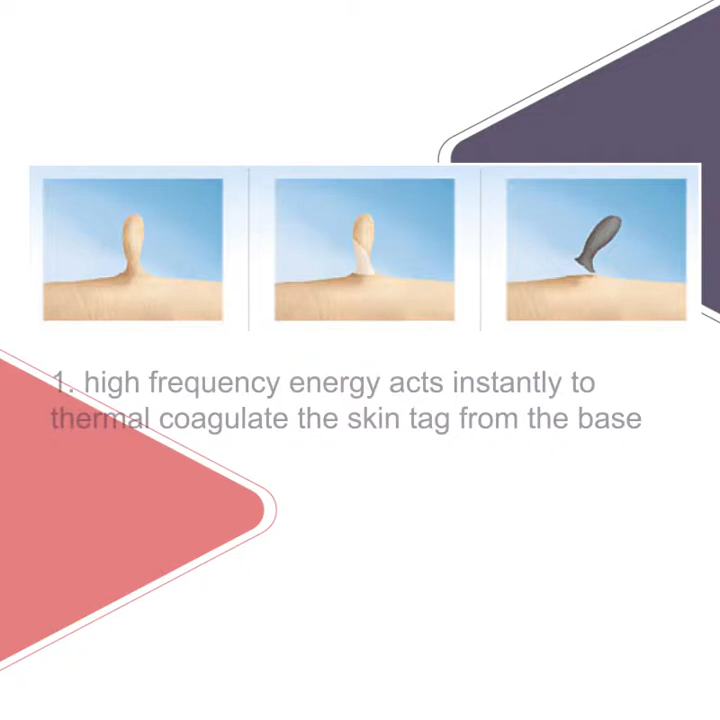 1. high frequency energy acts instantly to
thermal coagulate the skin tag from the base